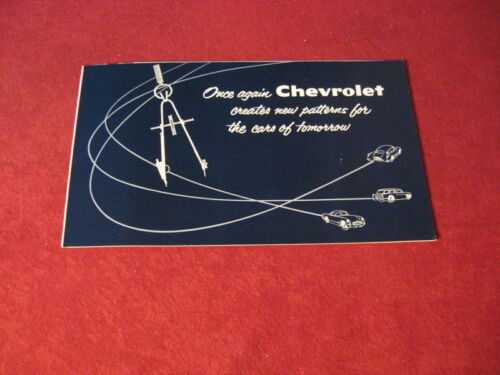 Once again Chevrolet
creates new patterns for
the cars of tomorrow